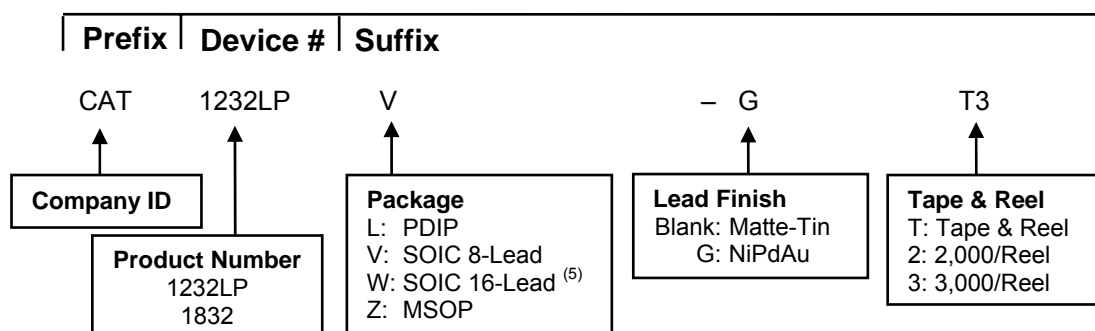 Prefix Device # Suffix
CAT 1232LP V – G T3
Company ID
Product Number
1232LP
1832
Package
L: PDIP
V: SOIC 8-Lead
W: SOIC 16-Lead (5)
Z: MSOP
Lead Finish
Blank: Matte-Tin
G: NiPdAu
Tape & Reel
T: Tape & Reel
2: 2,000/Reel
3: 3,000/Reel